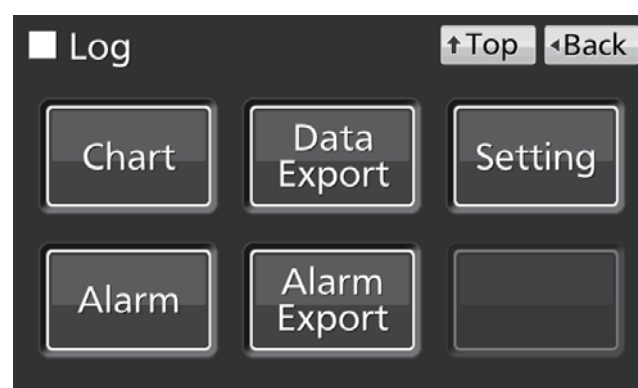 Log
↑Top ◂Back
Chart
Data
Export
Setting
Alarm
Alarm
Export